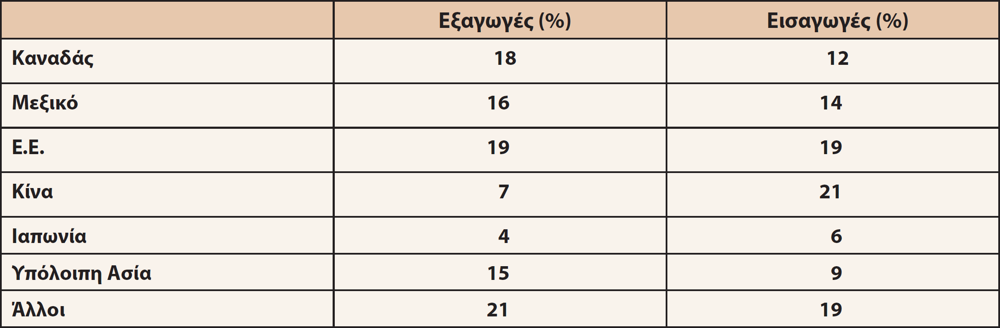 Εξαγωγές (%) Εισαγωγές (%)
Καναδάς 18 12
Μεξικό 16 14
Ε.Ε. 19 19
Κίνα 7 21
Ιαπωνία 4 6
Υπόλοιπη Ασία 15 9
Άλλοι 21 19